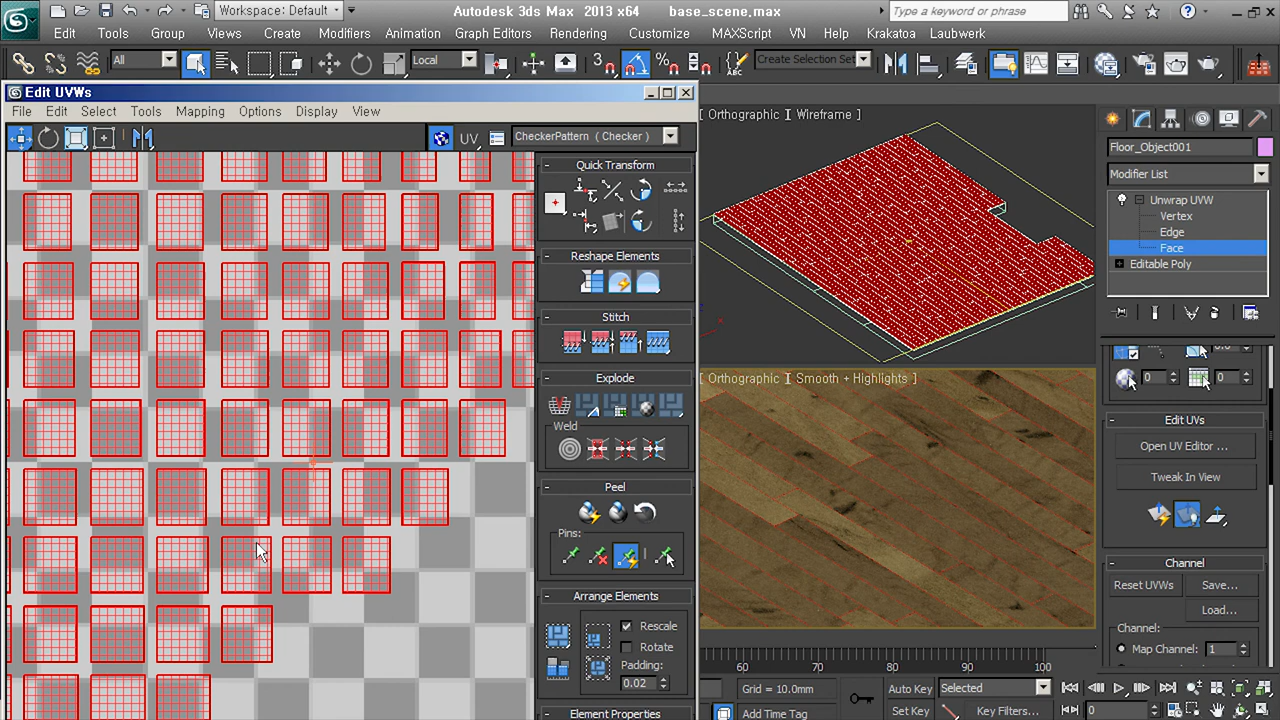 Workspace: Default
Autodesk 3ds Max 2013 x64
base_scene.max
Type a keyword or phrase
Edit
Tools
Group
Views
Create
Modifiers
Animation
Graph Editors
Rendering
Customize
MAXScript
VN
Help
Krakatoa
Laubwerk
All
Local
3
Create Selection Set
Edit UVWs
File
Edit
Select
Tools
Mapping
Options
Display
View
UV
CheckerPattern ( Checker )
Quick Transform
Reshape Elements
Stitch
Explode
Weld
Peel
Pins:
Arrange Elements
Rescale
Rotate
Padding:
0.02
Element Properties
[ Orthographic ] [ Wireframe ]
[ Orthographic ] [ Smooth + Highlights ]
60
70
80
90
100
Grid = 10.0mm
Add Time Tag
Auto Key
Selected
Set Key
Key Filters...
0
Floor_Object001
Modifier List
Unwrap UVW
Vertex
Edge
Face
Editable Poly
0
0
Edit UVs
Open UV Editor ...
Tweak In View
Channel
Reset UVWs
Save...
Load...
Channel:
Map Channel:
1